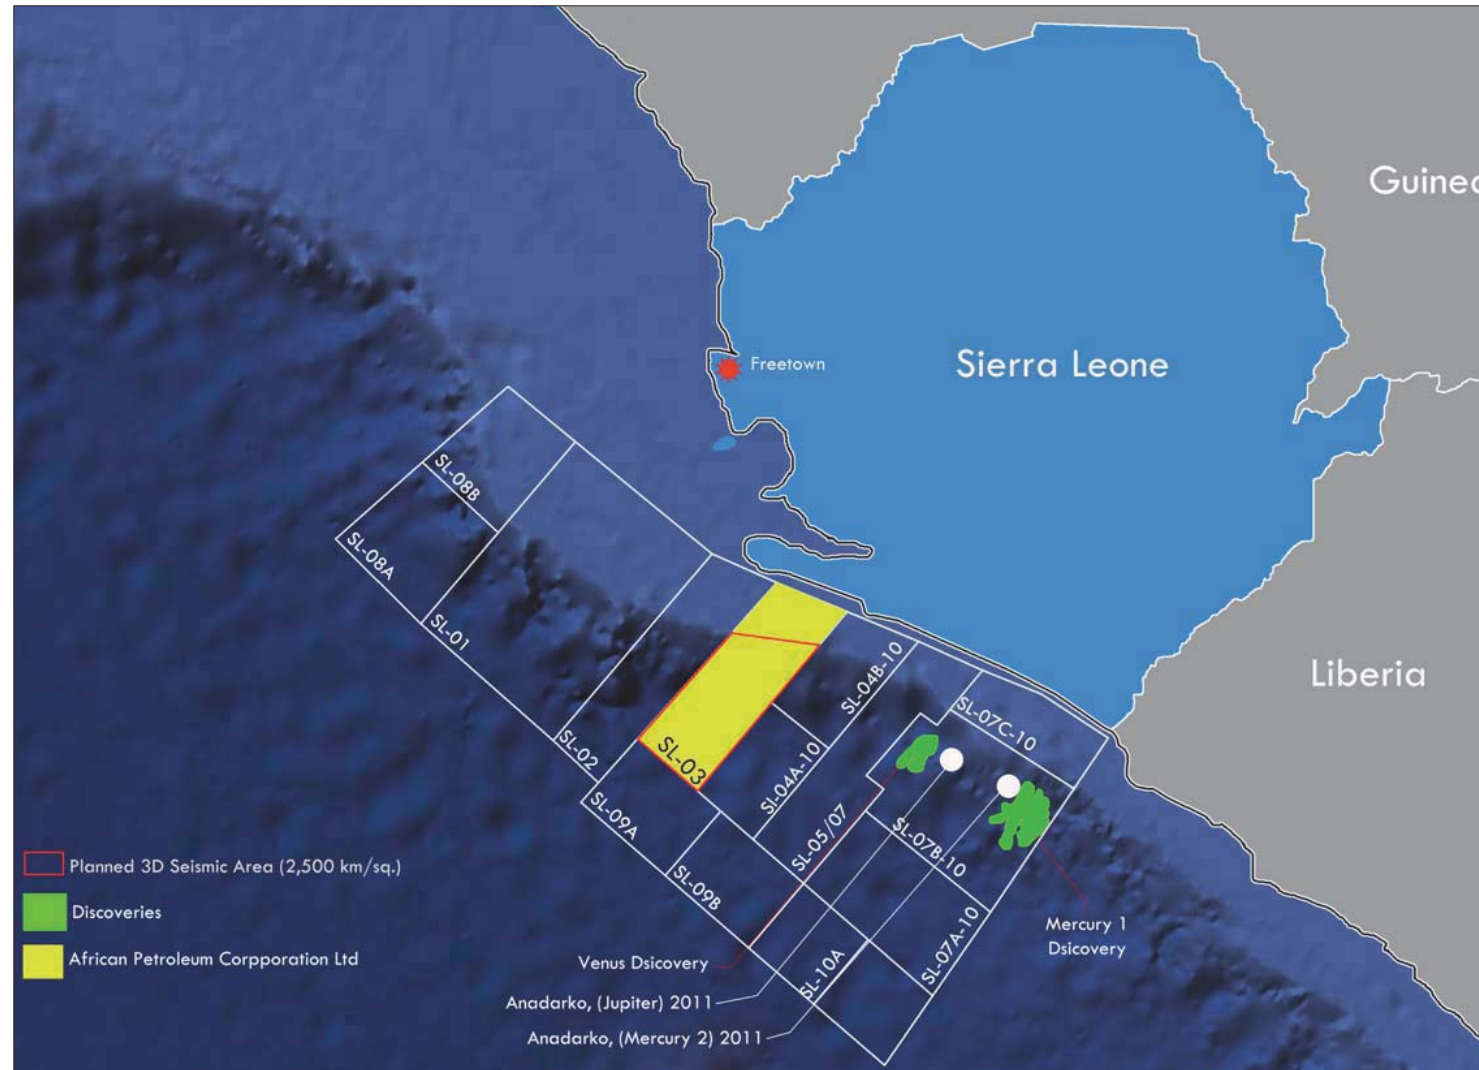 Guinea
Freetown
Sierra Leone
Liberia
SL-08B
SL-08A
SL-01
SL-02
SL-03
SL-04B-10
Sl-04A-10
SL-05/07
SL-07C-10
SL-07B-10
SL-07A-10
SL-09A
SL-09B
SL-10A
Planned 3D Seismic Area (2,500 km/sq.)
Discoveries
African Petroleum Corpporation Ltd
Mercury 1
Dsicovery
Venus Dsicovery
Anadarko, (Jupiter) 2011
Anadarko, (Mercury 2) 2011